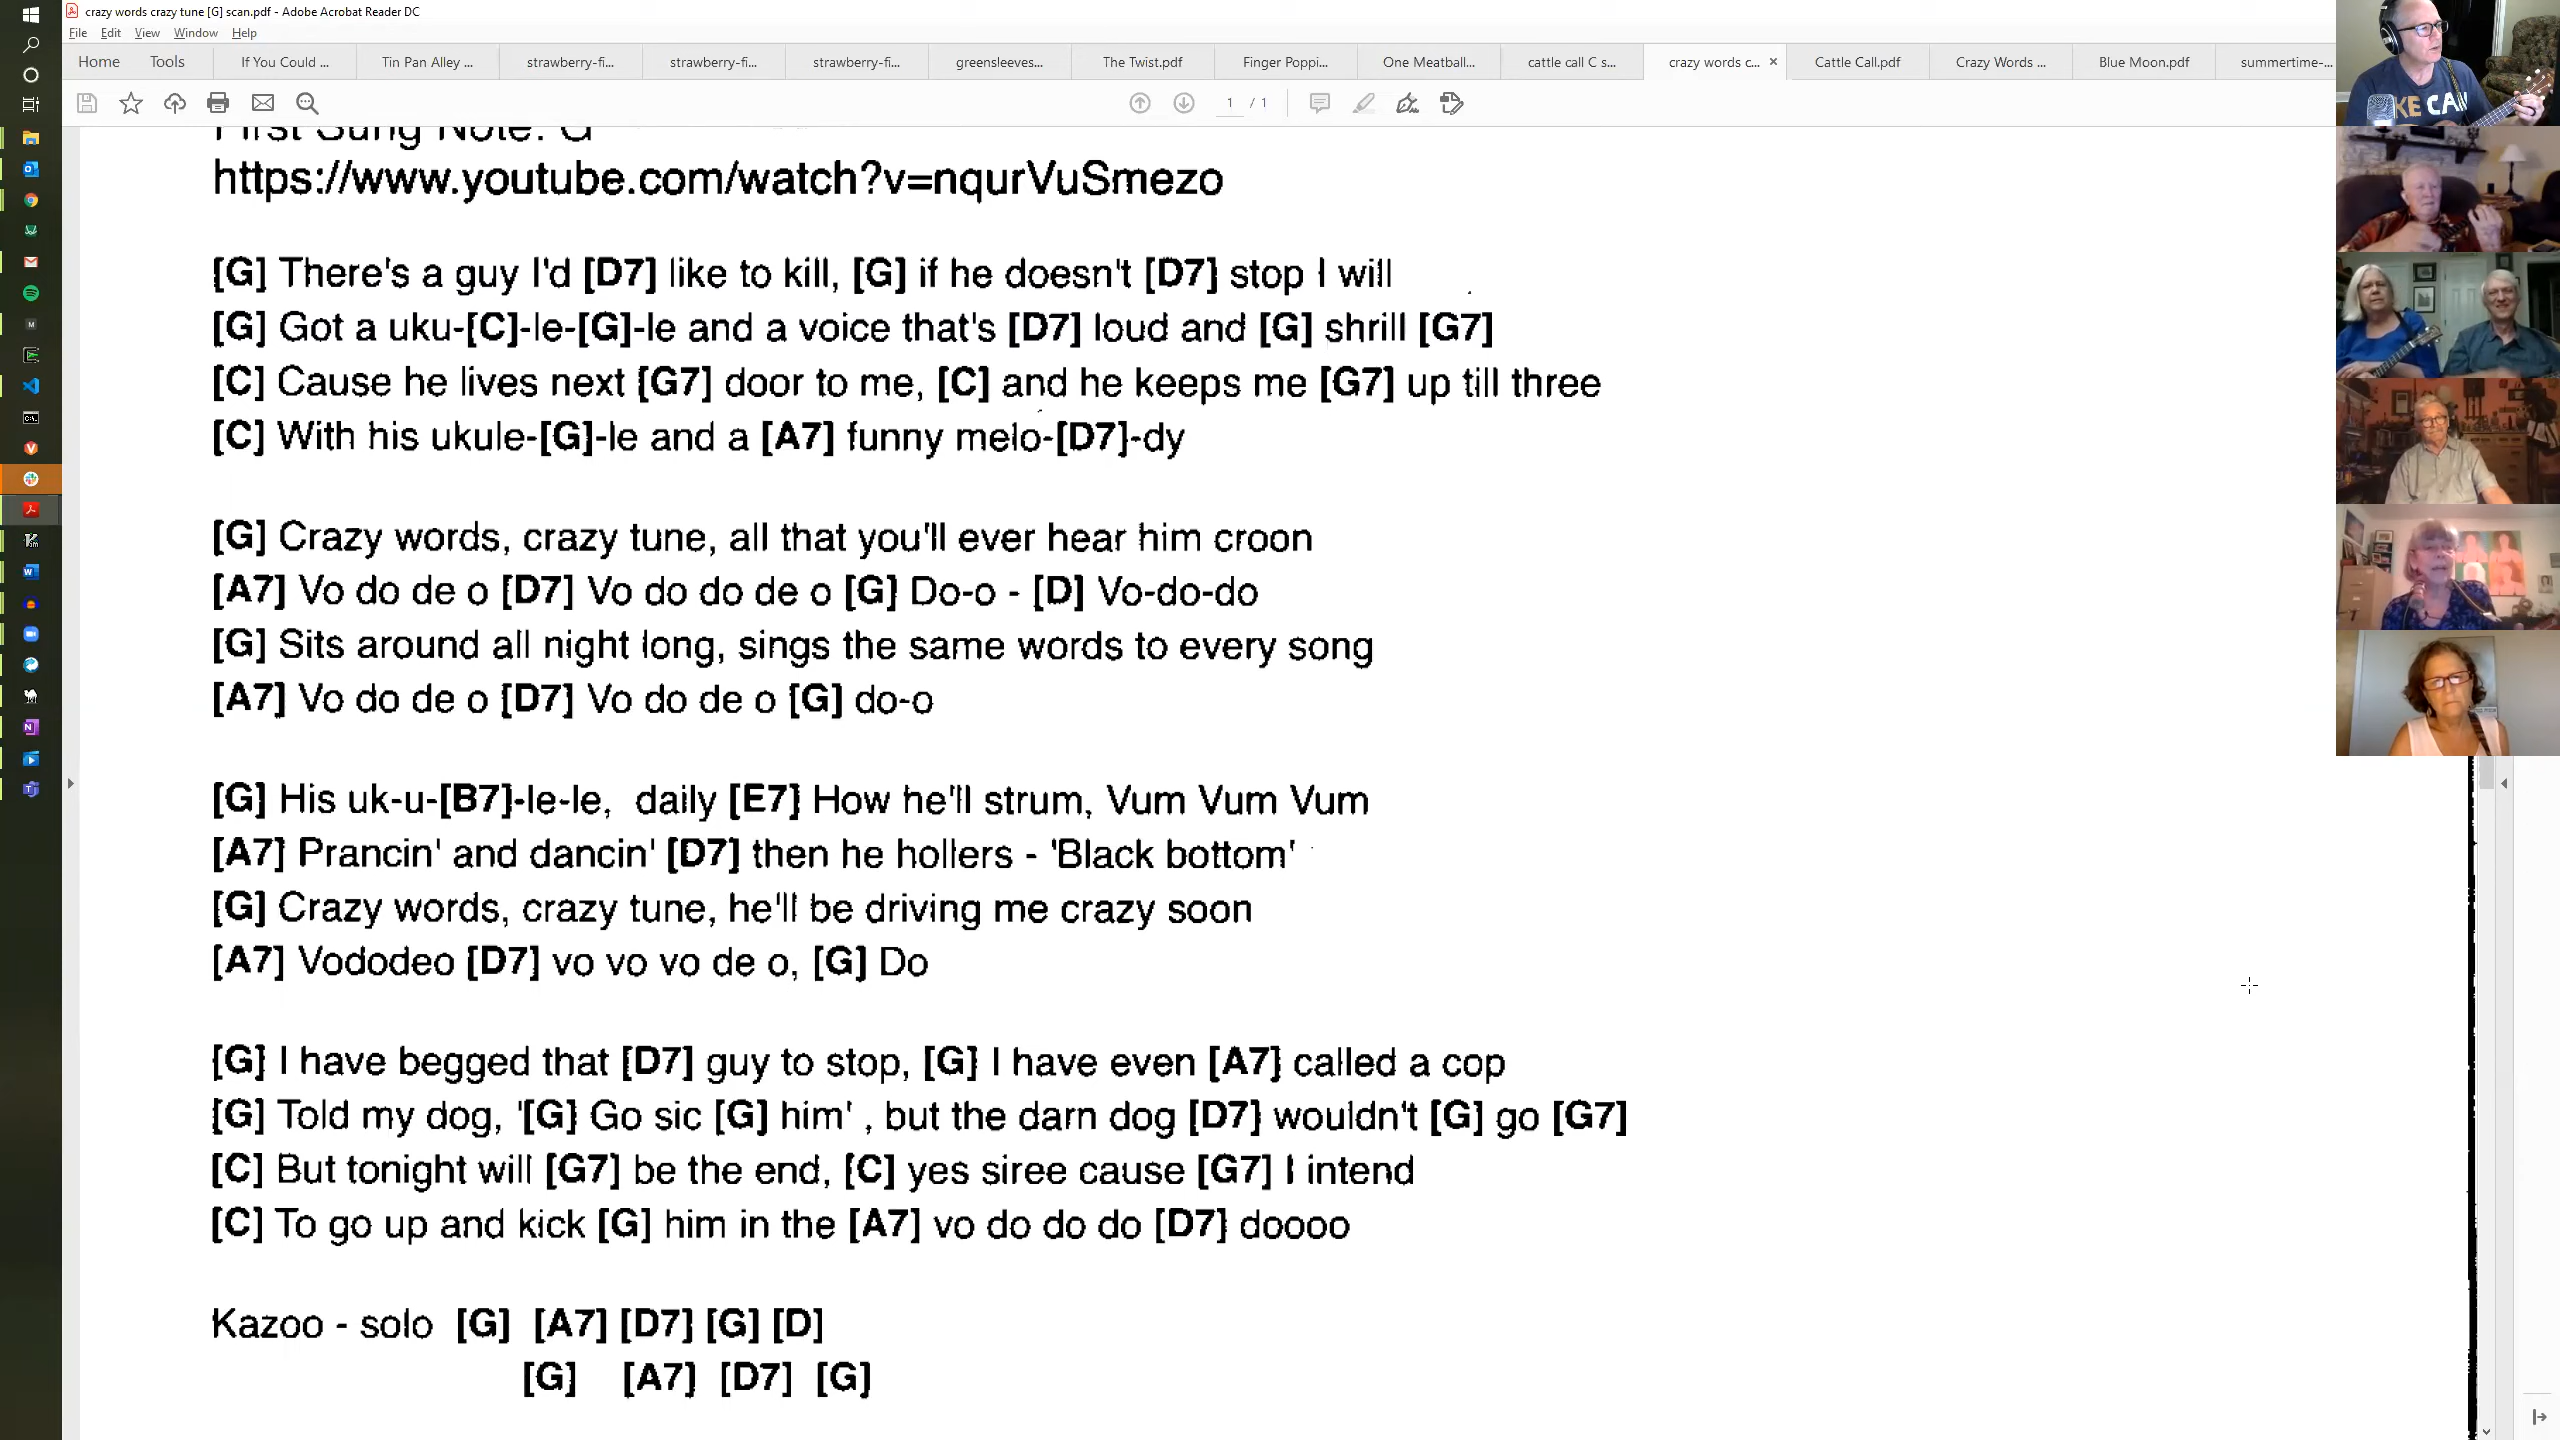 crazy words crazy tune [G] scan.pdf - Adobe Acrobat Reader DC
File Edit View Window Help
Home Tools If You Could ... Tin Pan Alley ... strawberry-fi... strawberry-fi... strawberry-fi... greensleeves... The Twist.pdf Finger Poppi... One Meatball... cattle call C s... crazy words c... × Cattle Call.pdf Crazy Words ... Blue Moon.pdf summertime-...
1 / 1
First Sung Note: G
https://www.youtube.com/watch?v=nqurVuSmezo
[G] There's a guy I'd [D7] like to kill, [G] if he doesn't [D7] stop I will
[G] Got a uku-[C]-le-[G]-le and a voice that's [D7] loud and [G] shrill [G7]
[C] Cause he lives next [G7] door to me, [C] and he keeps me [G7] up till three
[C] With his ukule-[G]-le and a [A7] funny melo-[D7]-dy
[G] Crazy words, crazy tune, all that you'll ever hear him croon
[A7] Vo do de o [D7] Vo do do de o [G] Do-o - [D] Vo-do-do
[G] Sits around all night long, sings the same words to every song
[A7] Vo do de o [D7] Vo do de o [G] do-o
[G] His uk-u-[B7]-le-le, daily [E7] How he'll strum, Vum Vum Vum
[A7] Prancin' and dancin' [D7] then he hollers - 'Black bottom'
[G] Crazy words, crazy tune, he'll be driving me crazy soon
[A7] Vododeo [D7] vo vo vo de o, [G] Do
[G] I have begged that [D7] guy to stop, [G] I have even [A7] called a cop
[G] Told my dog, '[G] Go sic [G] him' , but the darn dog [D7] wouldn't [G] go [G7]
[C] But tonight will [G7] be the end, [C] yes siree cause [G7] I intend
[C] To go up and kick [G] him in the [A7] vo do do do [D7] doooo
Kazoo - solo [G] [A7] [D7] [G] [D]
[G] [A7] [D7] [G]
KE CAN